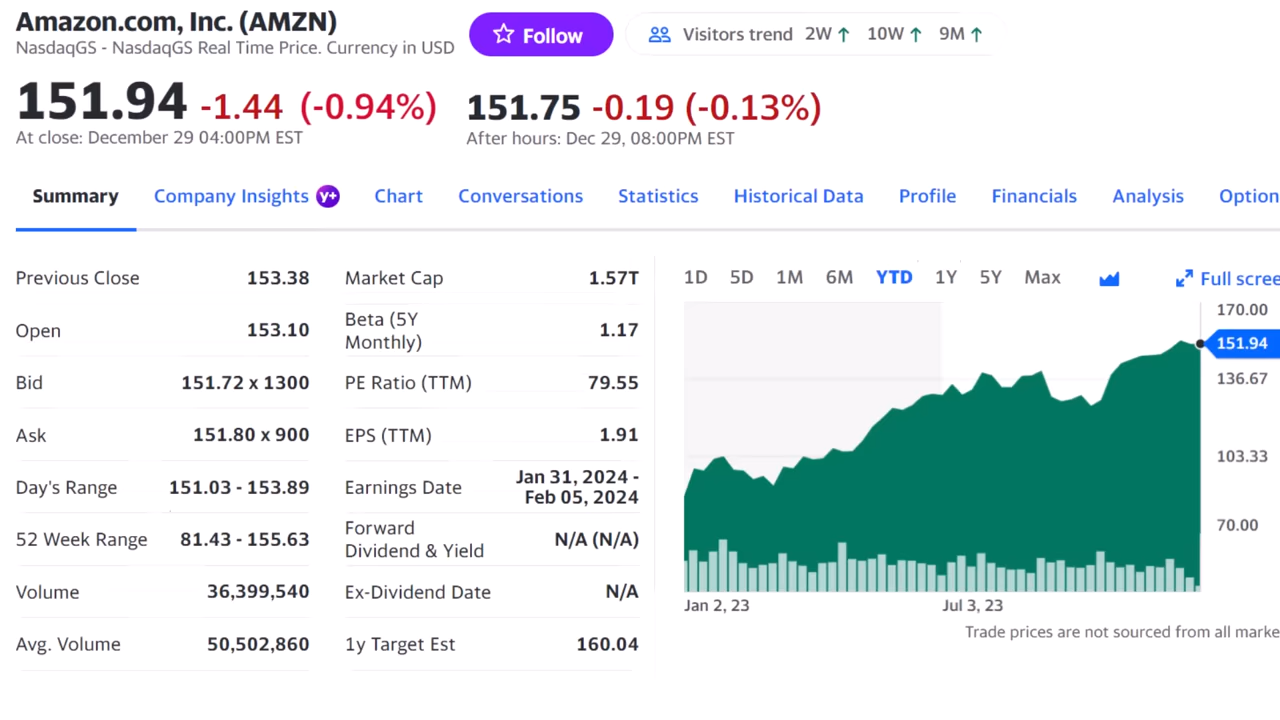 Amazon.com, Inc. (AMZN)
NasdaqGS - NasdaqGS Real Time Price. Currency in USD
Follow
Visitors trend 2W ↑ 10W ↑ 9M ↑
151.94 -1.44 (-0.94%)
At close: December 29 04:00PM EST
151.75 -0.19 (-0.13%)
After hours: Dec 29, 08:00PM EST
Summary Company Insights y+ Chart Conversations Statistics Historical Data Profile Financials Analysis Option
Previous Close 153.38
Open 153.10
Bid 151.72 x 1300
Ask 151.80 x 900
Day's Range 151.03 - 153.89
52 Week Range 81.43 - 155.63
Volume 36,399,540
Avg. Volume 50,502,860
Market Cap 1.57T
Beta (5Y
Monthly) 1.17
PE Ratio (TTM) 79.55
EPS (TTM) 1.91
Earnings Date Jan 31, 2024 -
Feb 05, 2024
Forward
Dividend & Yield N/A (N/A)
Ex-Dividend Date N/A
1y Target Est 160.04
1D 5D 1M 6M YTD 1Y 5Y Max Full scree
170.00
151.94
136.67
103.33
70.00
Jan 2, 23 Jul 3, 23
Trade prices are not sourced from all marke